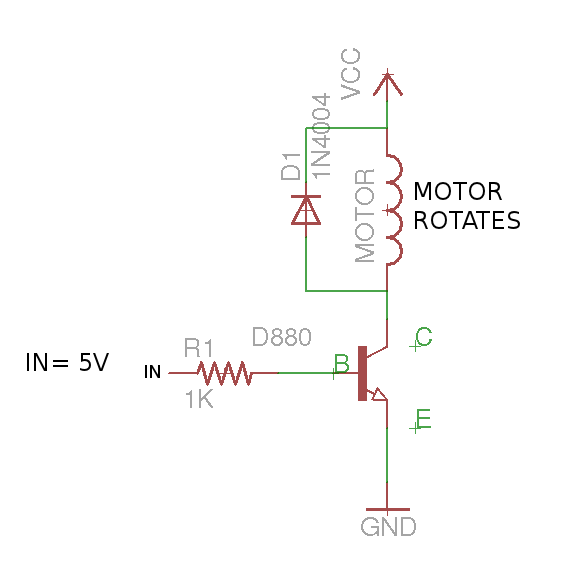 VCC
D1
1N4004
MOTOR
MOTOR
ROTATES
D880
R1
C
B
IN= 5V
IN
1K
E
GND